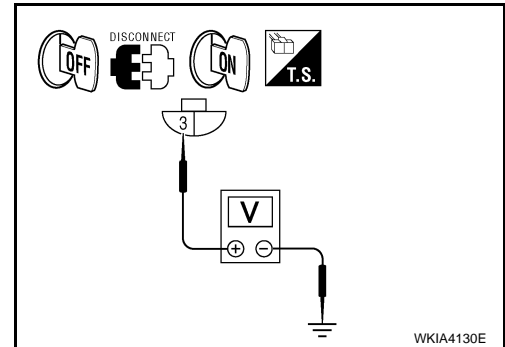 DISCONNECT
OFF
ON
T.S.
3
V
+ −
WKIA4130E